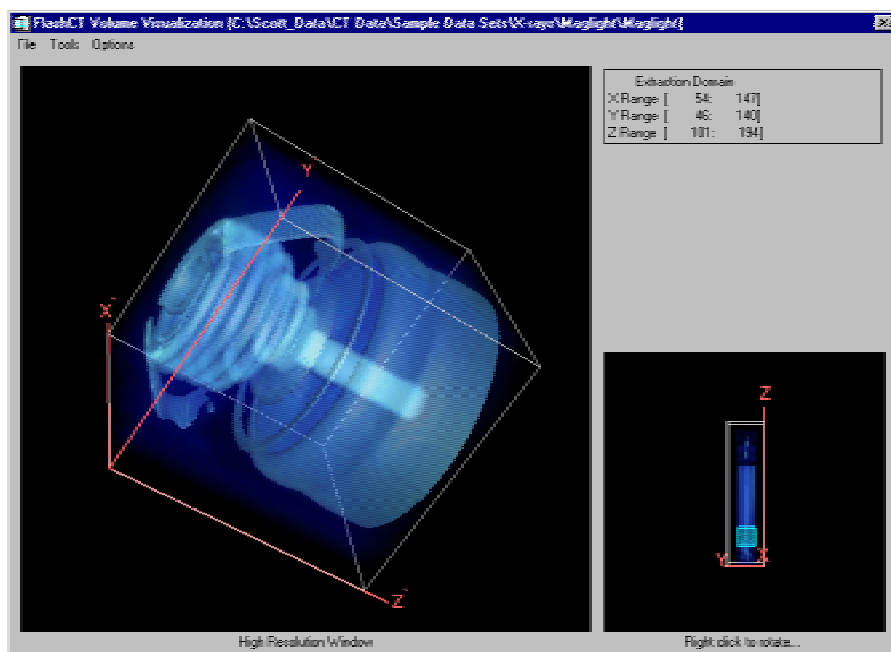 FlashCT Volume Visualization [C:\Scott_Data\CT Data\Sample Data Sets\X-rays\Maglight\Maglight]
File Tools Options
Extraction Domain
X Range [ 54: 147]
Y Range [ 46: 140]
Z Range [ 101: 194]
Y
X
Z
Z
Y
X
High Resolution Window
Right click to rotate...